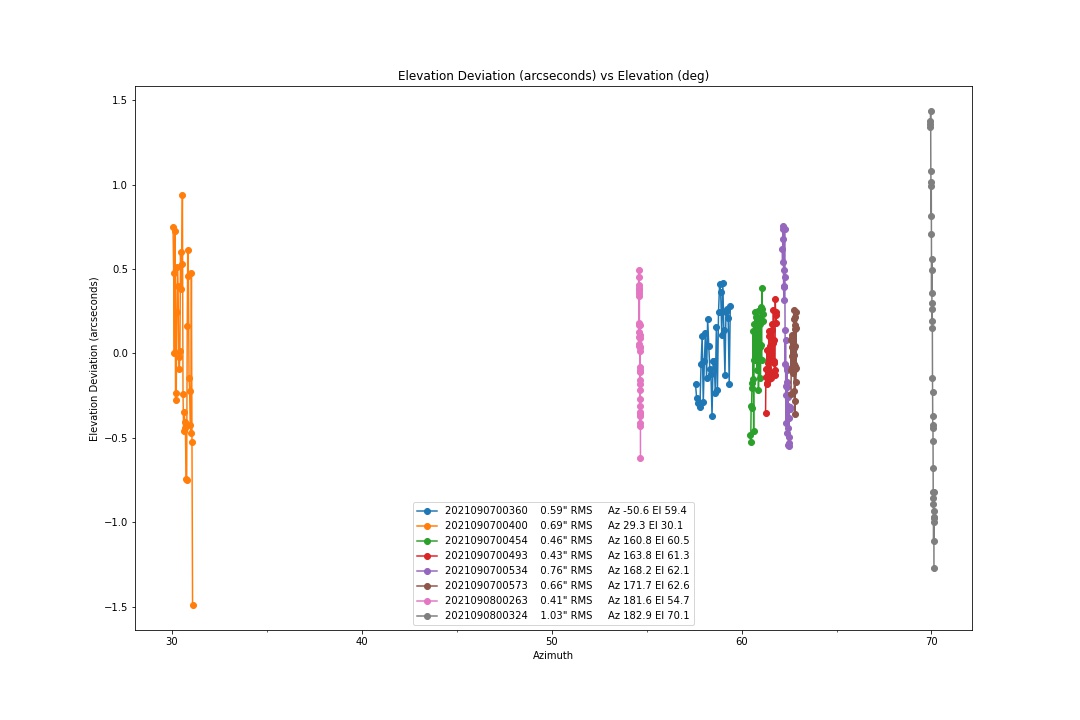 Elevation Deviation (arcseconds) vs Elevation (deg)
Elevation Deviation (arcseconds)
1.5
1.0
0.5
0.0
−0.5
−1.0
−1.5
2021090700360 0.59" RMS Az -50.6 El 59.4
2021090700400 0.69" RMS Az 29.3 El 30.1
2021090700454 0.46" RMS Az 160.8 El 60.5
2021090700493 0.43" RMS Az 163.8 El 61.3
2021090700534 0.76" RMS Az 168.2 El 62.1
2021090700573 0.66" RMS Az 171.7 El 62.6
2021090800263 0.41" RMS Az 181.6 El 54.7
2021090800324 1.03" RMS Az 182.9 El 70.1
30 40 50 60 70
Azimuth